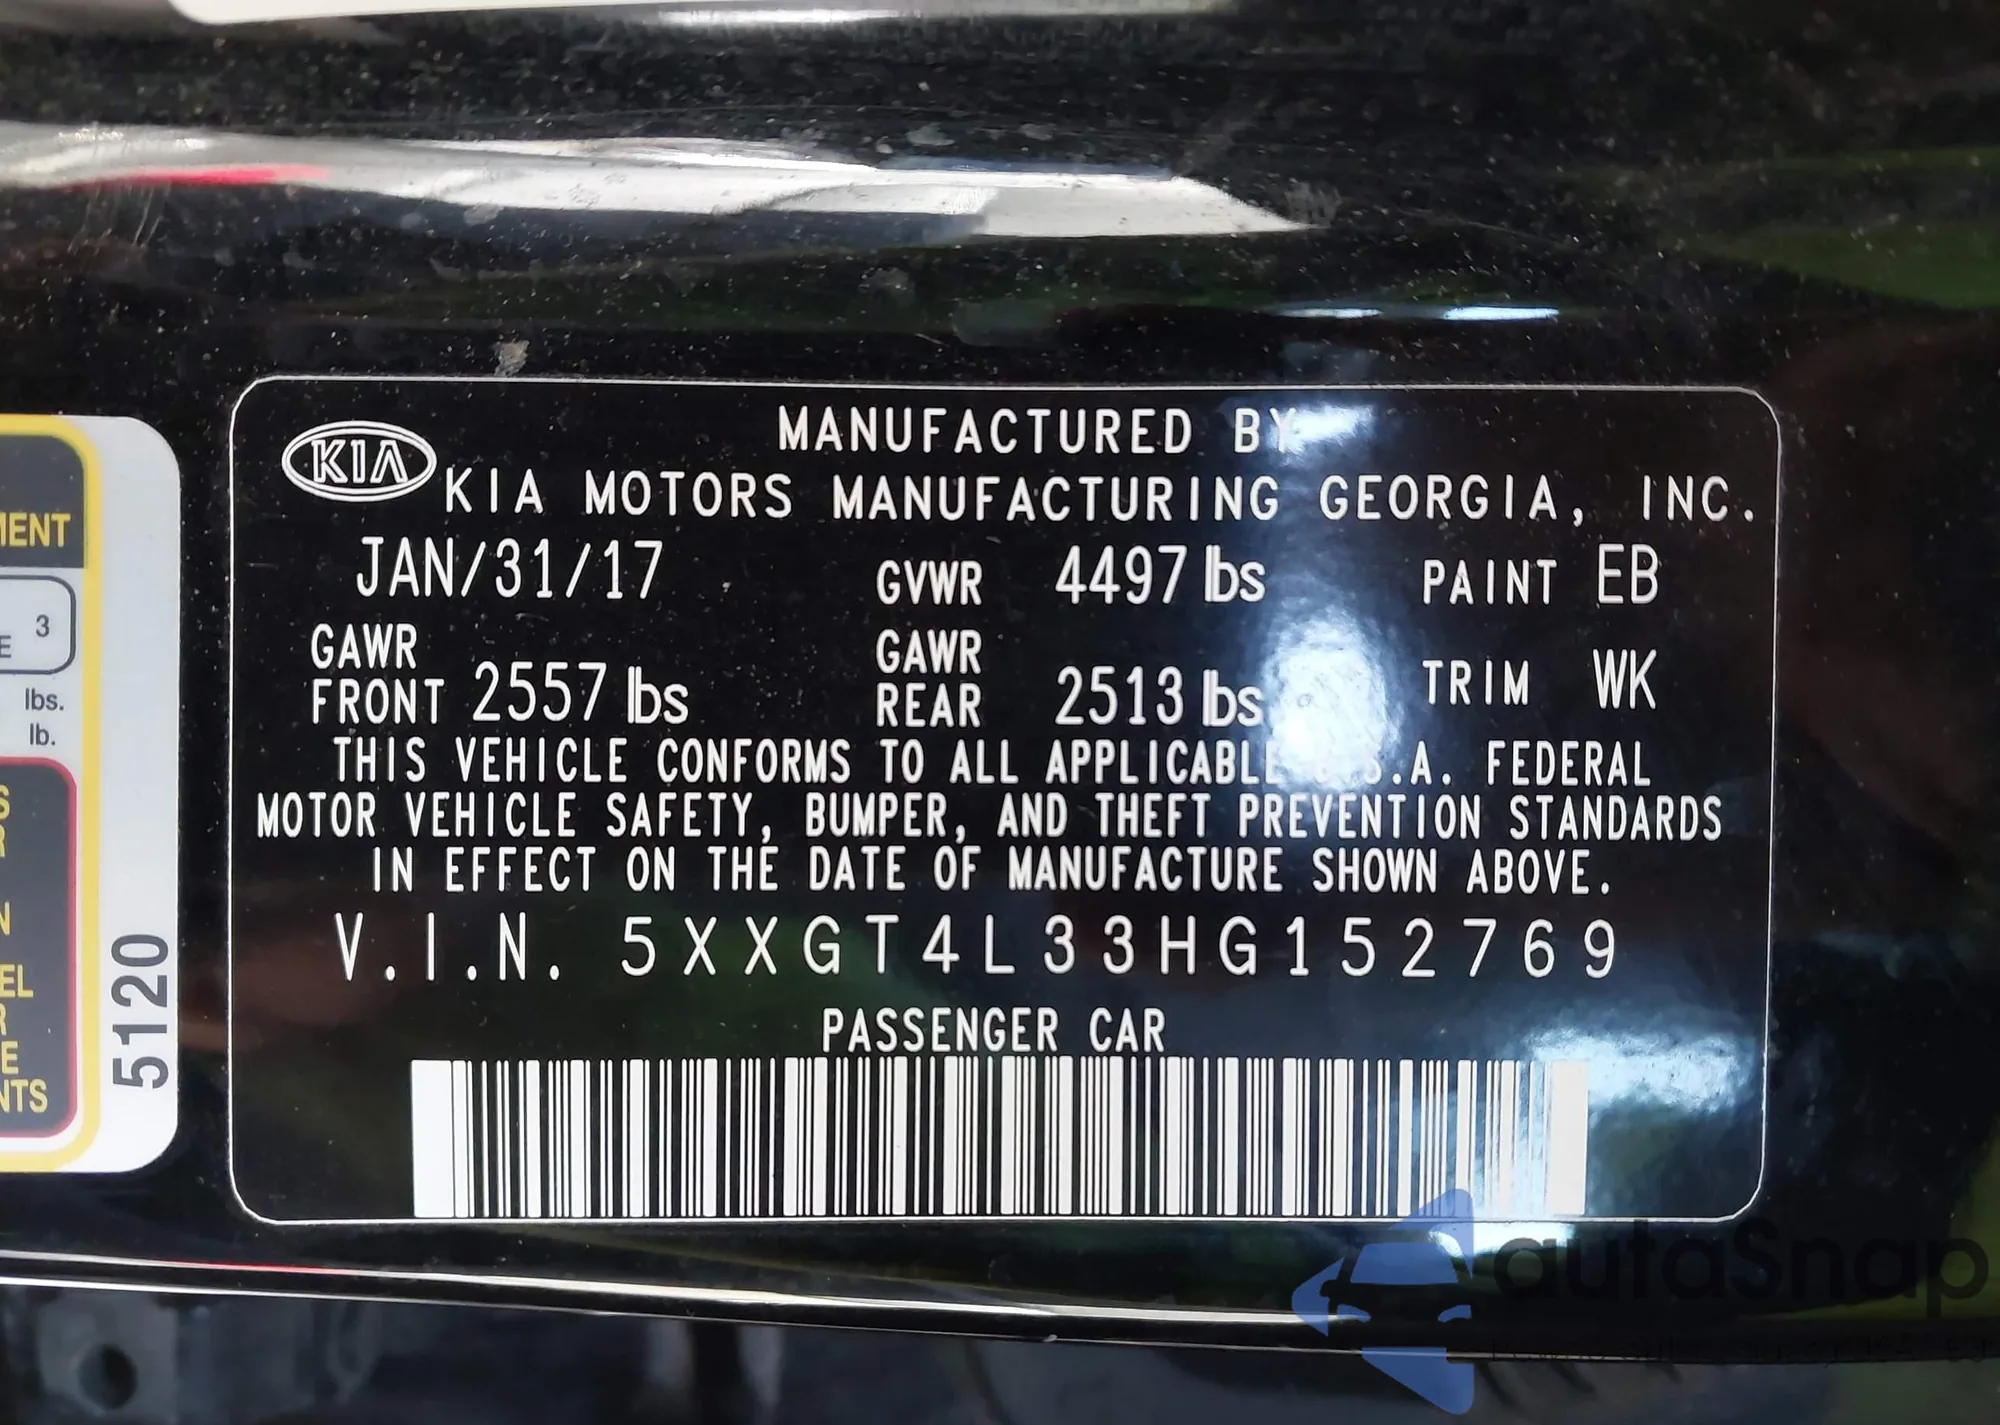 KIA
MANUFACTURED BY
KIA MOTORS MANUFACTURING GEORGIA, INC.
JAN/31/17 GVWR 4497 lbs PAINT EB
GAWR FRONT 2557 lbs GAWR REAR 2513 lbs TRIM WK
THIS VEHICLE CONFORMS TO ALL APPLICABLE .A. FEDERAL
MOTOR VEHICLE SAFETY, BUMPER, AND THEFT PREVENTION STANDARDS
IN EFFECT ON THE DATE OF MANUFACTURE SHOWN ABOVE.
V.I.N. 5XXGT4L33HG152769
PASSENGER CAR
3
lbs.
lb.
5120
autaSnap